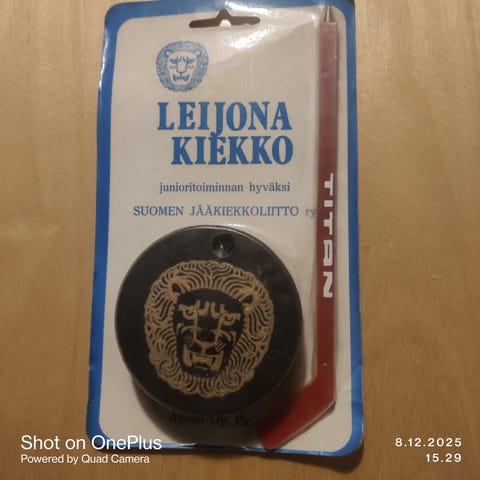 LEIJONA
KIEKKO
junioritoiminnan hyväksi
SUOMEN JÄÄKIEKKOLIITTO ry
TITAN
Oy,
Shot on OnePlus
Powered by Quad Camera
8.12.2025
15.29